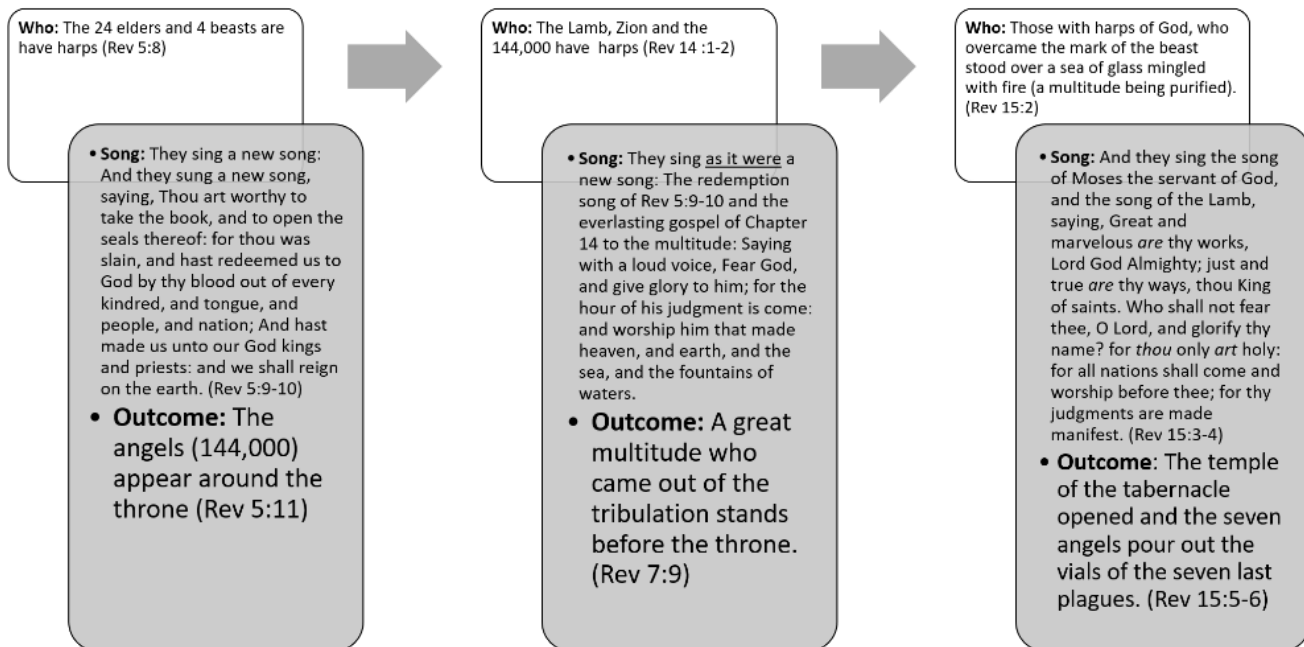 Who: The 24 elders and 4 beasts are
have harps (Rev 5:8)
• Song: They sing a new song:
And they sung a new song,
saying, Thou art worthy to
take the book, and to open the
seals thereof: for thou was
slain, and hast redeemed us to
God by thy blood out of every
kindred, and tongue, and
people, and nation; And hast
made us unto our God kings
and priests: and we shall reign
on the earth. (Rev 5:9-10)
• Outcome: The
angels (144,000)
appear around the
throne (Rev 5:11)
Who: The Lamb, Zion and the
144,000 have  harps (Rev 14 :1-2)
• Song: They sing as it were a
new song: The redemption
song of Rev 5:9-10 and the
everlasting gospel of Chapter
14 to the multitude: Saying
with a loud voice, Fear God,
and give glory to him; for the
hour of his judgment is come:
and worship him that made
heaven, and earth, and the
sea, and the fountains of
waters.
• Outcome: A great
multitude who
came out of the
tribulation stands
before the throne.
(Rev 7:9)
Who: Those with harps of God, who
overcame the mark of the beast
stood over a sea of glass mingled
with fire (a multitude being purified).
(Rev 15:2)
• Song: And they sing the song
of Moses the servant of God,
and the song of the Lamb,
saying, Great and
marvelous are thy works,
Lord God Almighty; just and
true are thy ways, thou King
of saints. Who shall not fear
thee, O Lord, and glorify thy
name? for thou only art holy:
for all nations shall come and
worship before thee; for thy
judgments are made
manifest. (Rev 15:3-4)
• Outcome: The temple
of the tabernacle
opened and the seven
angels pour out the
vials of the seven last
plagues. (Rev 15:5-6)